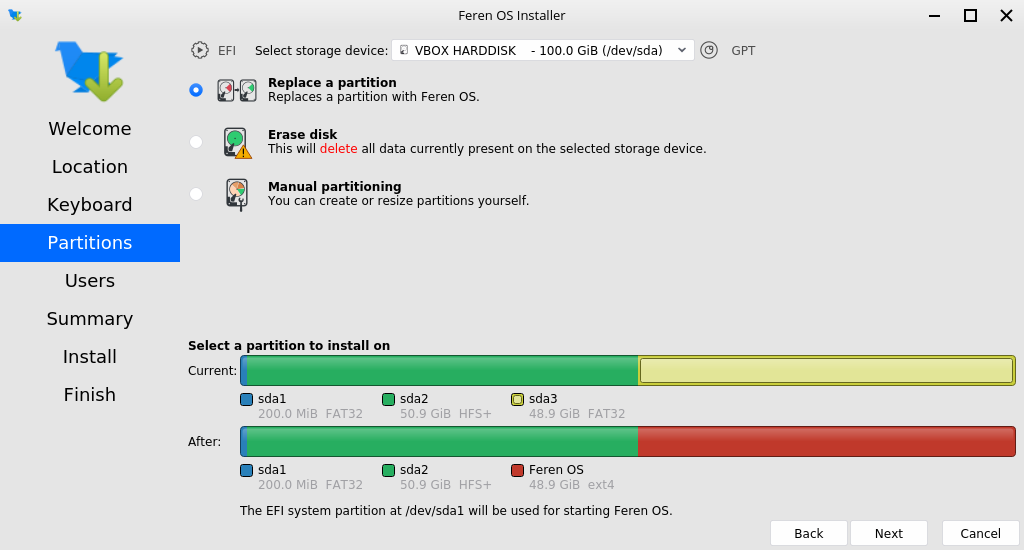 Feren OS Installer
EFI Select storage device: VBOX HARDDISK - 100.0 GiB (/dev/sda) GPT
Welcome
Location
Keyboard
Partitions
Users
Summary
Install
Finish
Replace a partition
Replaces a partition with Feren OS.
Erase disk
This will delete all data currently present on the selected storage device.
Manual partitioning
You can create or resize partitions yourself.
Select a partition to install on
Current:
sda1 sda2 sda3
200.0 MiB FAT32 50.9 GiB HFS+ 48.9 GiB FAT32
After:
sda1 sda2 Feren OS
200.0 MiB FAT32 50.9 GiB HFS+ 48.9 GiB ext4
The EFI system partition at /dev/sda1 will be used for starting Feren OS.
Back Next Cancel